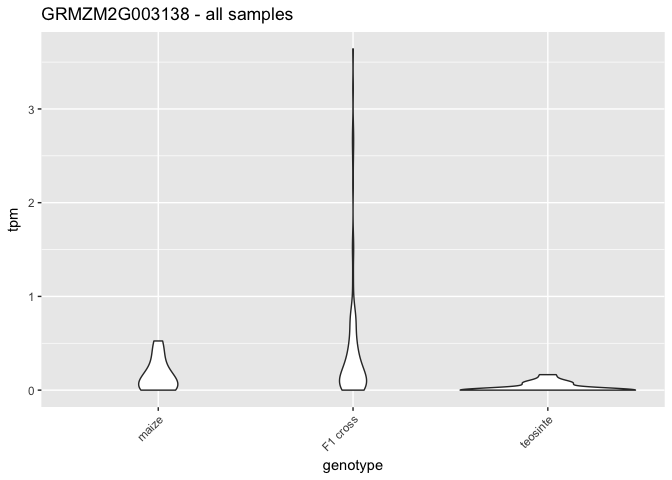 GRMZM2G003138 - all samples
tpm
3
2
1
0
maize
F1 cross
teosinte
genotype